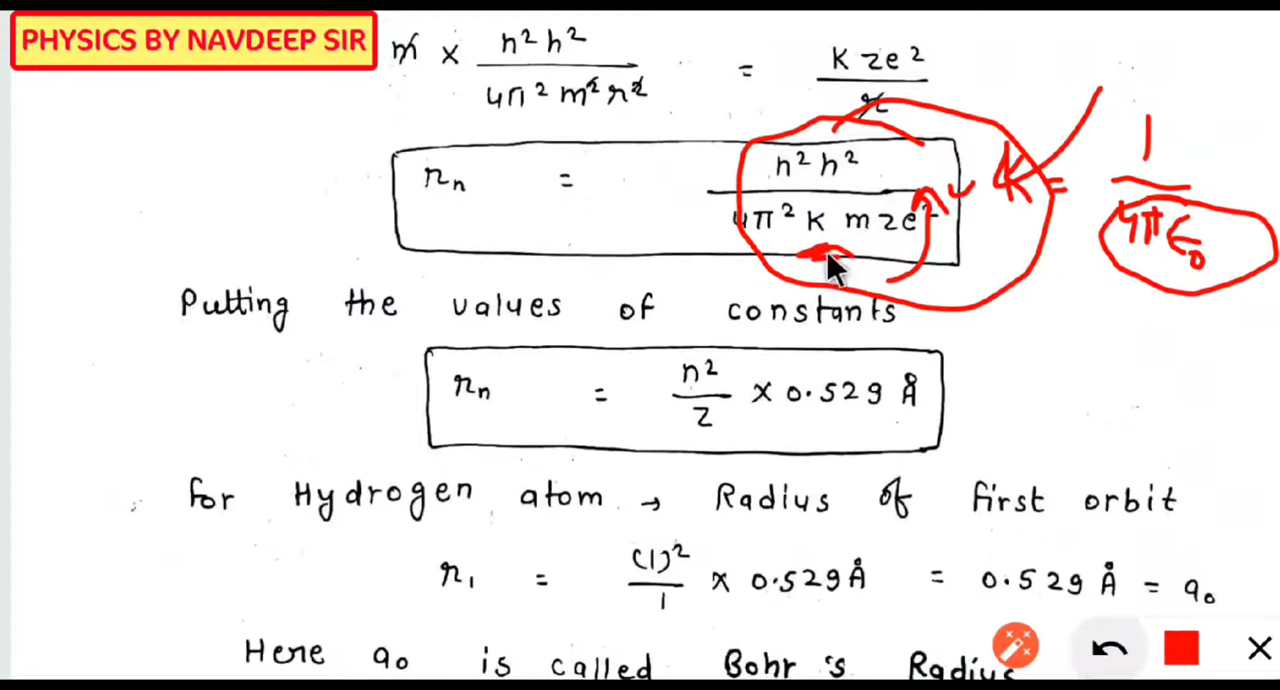 PHYSICS BY NAVDEEP SIR
m × n²h² / 4π²m²r² = Kze² / r
rₙ = n²h² / 4π² K mze² K = 1 / 4πε₀
Putting the values of constants
rₙ = n² / Z × 0.529 Å
For Hydrogen atom → Radius of first orbit
r₁ = (1)² / 1 × 0.529 Å = 0.529 Å = a₀
Here a₀ is called Bohr's Radius